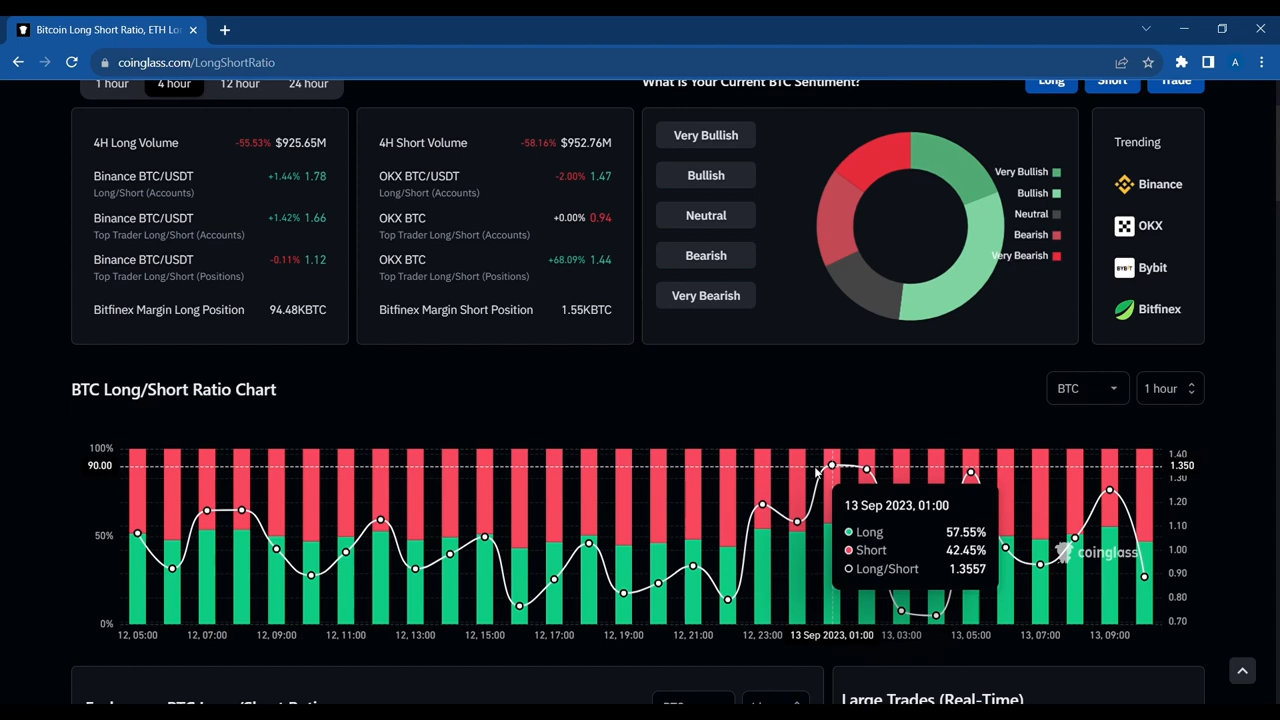 Bitcoin Long Short Ratio, ETH Lo
coinglass.com/LongShortRatio
A
1 hour 4 hour 12 hour 24 hour
What Is Your Current BTC Sentiment?
Long Short Trade
4H Long Volume -55.53% $925.65M
Binance BTC/USDT +1.44% 1.78
Long/Short (Accounts)
Binance BTC/USDT +1.42% 1.66
Top Trader Long/Short (Accounts)
Binance BTC/USDT -0.11% 1.12
Top Trader Long/Short (Positions)
Bitfinex Margin Long Position 94.48KBTC
4H Short Volume -58.16% $952.76M
OKX BTC/USDT -2.00% 1.47
Long/Short (Accounts)
OKX BTC +0.00% 0.94
Top Trader Long/Short (Accounts)
OKX BTC +68.09% 1.44
Top Trader Long/Short (Positions)
Bitfinex Margin Short Position 1.55KBTC
Very Bullish
Bullish
Neutral
Bearish
Very Bearish
Very Bullish
Bullish
Neutral
Bearish
Very Bearish
Trending
Binance
OKX
BYBIT Bybit
Bitfinex
BTC Long/Short Ratio Chart
BTC 1 hour
100%
90.00
50%
0%
1.40
1.350
1.30
1.20
1.10
1.00
0.90
0.80
0.70
13 Sep 2023, 01:00
Long 57.55%
Short 42.45%
Long/Short 1.3557
coinglass
12, 05:00 12, 07:00 12, 09:00 12, 11:00 12, 13:00 12, 15:00 12, 17:00 12, 19:00 12, 21:00 12, 23:00 13 Sep 2023, 01:00 13, 03:00 13, 05:00 13, 07:00 13, 09:00
Large Trades (Real-Time)